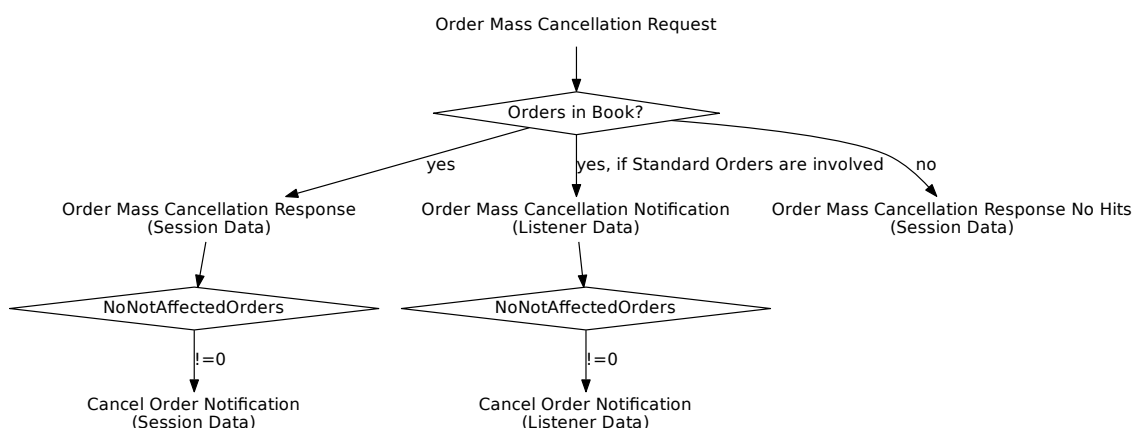 Order Mass Cancellation Request
Orders in Book?
yes
yes, if Standard Orders are involved
no
Order Mass Cancellation Response
(Session Data)
Order Mass Cancellation Notification
(Listener Data)
Order Mass Cancellation Response No Hits
(Session Data)
NoNotAffectedOrders
NoNotAffectedOrders
!=0
!=0
Cancel Order Notification
(Session Data)
Cancel Order Notification
(Listener Data)